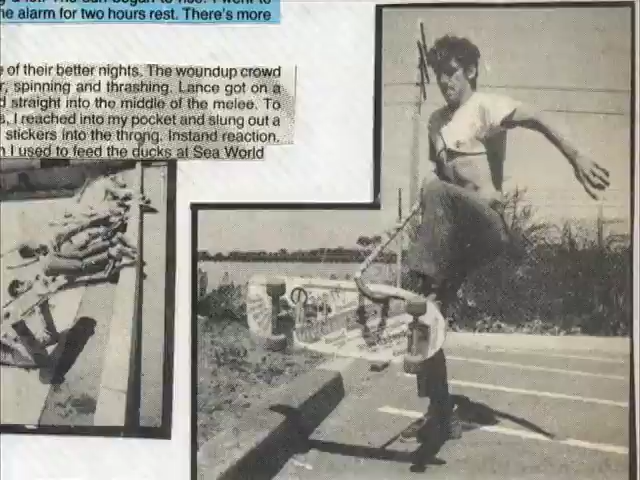 g a lot. The sun began to rise. I went to
he alarm for two hours rest. There's more
e of their better nights. The woundup crowd
r, spinning and thrashing. Lance got on a
d straight into the middle of the melee. To
s, I reached into my pocket and slung out a
stickers into the throng. Instand reaction.
n I used to feed the ducks at Sea World